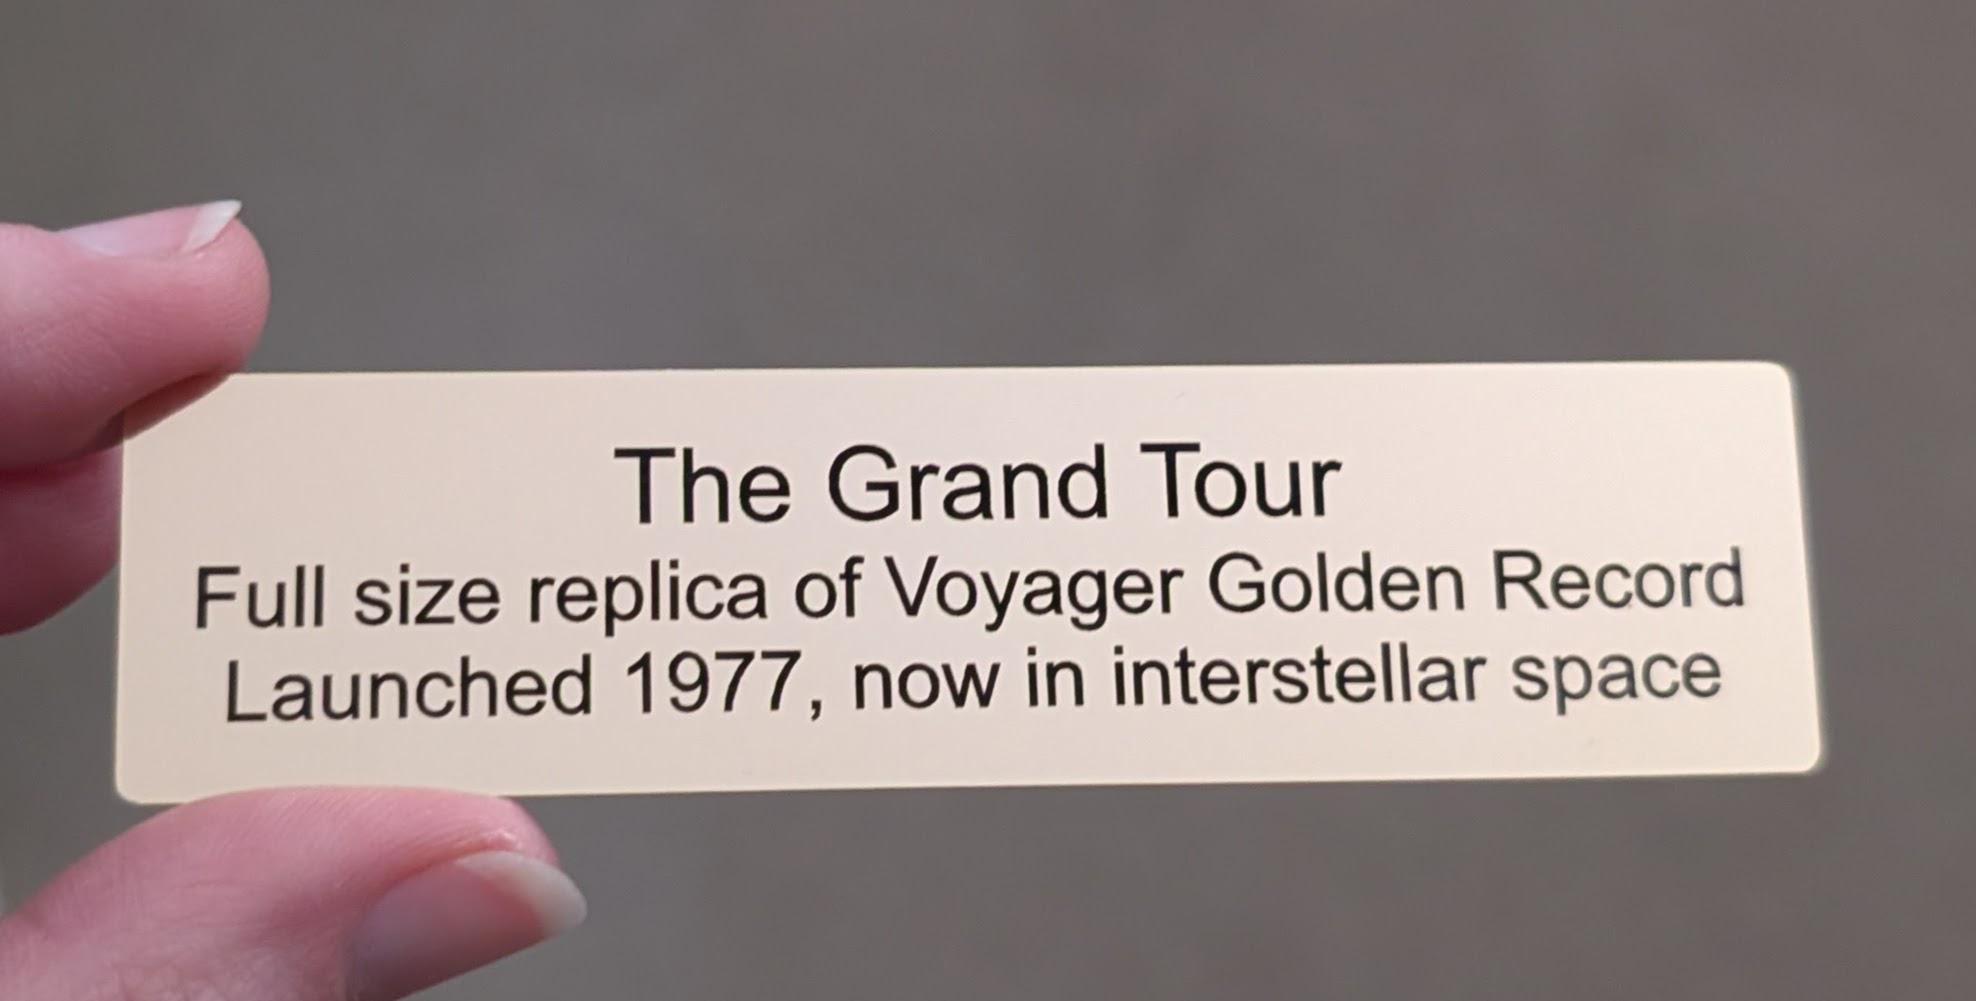 The Grand Tour
Full size replica of Voyager Golden Record
Launched 1977, now in interstellar space